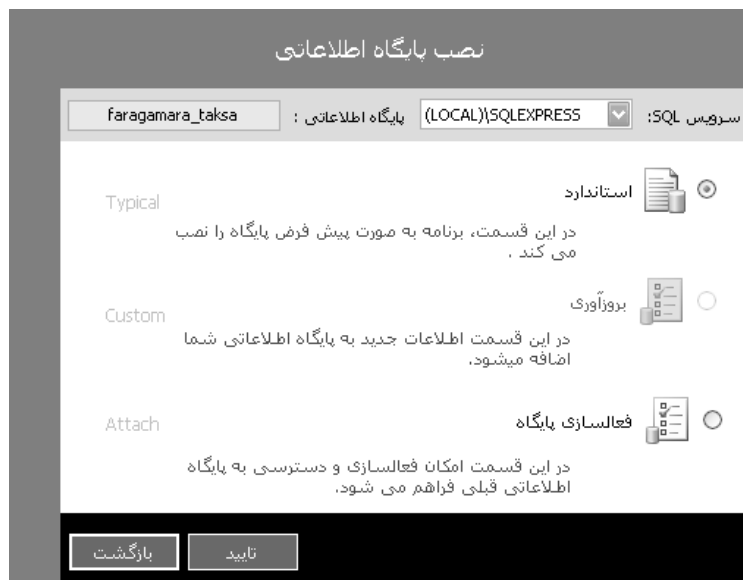 نصب پایگاه اطلاعاتی
سرویس SQL: (LOCAL)\SQLEXPRESS پایگاه اطلاعاتی : faragamara_taksa
استاندارد Typical
در این قسمت، برنامه به صورت پیش فرض پایگاه را نصب
می کند .
بروزآوری Custom
در این قسمت اطلاعات جدید به پایگاه اطلاعاتی شما
اضافه میشود.
فعالسازی پایگاه Attach
در این قسمت امکان فعالسازی و دسترسی به پایگاه
اطلاعاتی قبلی فراهم می شود.
تایید بازگشت